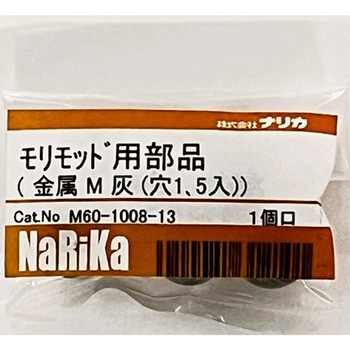 株式会社 ナリカ
モリモッド用部品
( 金属 M 灰 (穴1、5入))
Cat.No M60-1008-13 1個口
NaRiKa